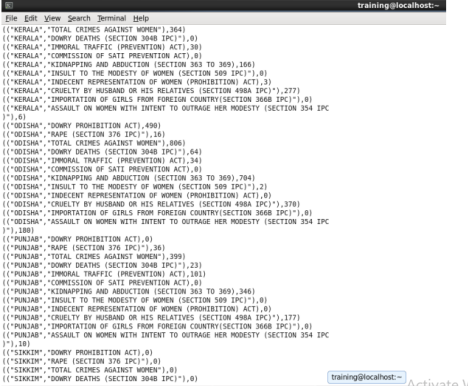 training@localhost:~
File Edit View Search Terminal Help
(("KERALA","TOTAL CRIMES AGAINST WOMEN"),364)
(("KERALA","DOWRY DEATHS (SECTION 304B IPC)"),0)
(("KERALA","IMMORAL TRAFFIC (PREVENTION) ACT),30)
(("KERALA","COMMISSION OF SATI PREVENTION ACT),0)
(("KERALA","KIDNAPPING AND ABDUCTION (SECTION 363 TO 369),166)
(("KERALA","INSULT TO THE MODESTY OF WOMEN (SECTION 509 IPC)"),0)
(("KERALA","INDECENT REPRESENTATION OF WOMEN (PROHIBITION) ACT),3)
(("KERALA","CRUELTY BY HUSBAND OR HIS RELATIVES (SECTION 498A IPC)"),277)
(("KERALA","IMPORTATION OF GIRLS FROM FOREIGN COUNTRY(SECTION 366B IPC)"),0)
(("KERALA","ASSAULT ON WOMEN WITH INTENT TO OUTRAGE HER MODESTY (SECTION 354 IPC
)"),6)
(("ODISHA","DOWRY PROHIBITION ACT),490)
(("ODISHA","RAPE (SECTION 376 IPC)"),16)
(("ODISHA","TOTAL CRIMES AGAINST WOMEN"),806)
(("ODISHA","DOWRY DEATHS (SECTION 304B IPC)"),64)
(("ODISHA","IMMORAL TRAFFIC (PREVENTION) ACT),34)
(("ODISHA","COMMISSION OF SATI PREVENTION ACT),0)
(("ODISHA","KIDNAPPING AND ABDUCTION (SECTION 363 TO 369),704)
(("ODISHA","INSULT TO THE MODESTY OF WOMEN (SECTION 509 IPC)"),2)
(("ODISHA","INDECENT REPRESENTATION OF WOMEN (PROHIBITION) ACT),0)
(("ODISHA","CRUELTY BY HUSBAND OR HIS RELATIVES (SECTION 498A IPC)"),370)
(("ODISHA","IMPORTATION OF GIRLS FROM FOREIGN COUNTRY(SECTION 366B IPC)"),0)
(("ODISHA","ASSAULT ON WOMEN WITH INTENT TO OUTRAGE HER MODESTY (SECTION 354 IPC
)"),180)
(("PUNJAB","DOWRY PROHIBITION ACT),0)
(("PUNJAB","RAPE (SECTION 376 IPC)"),36)
(("PUNJAB","TOTAL CRIMES AGAINST WOMEN"),399)
(("PUNJAB","DOWRY DEATHS (SECTION 304B IPC)"),23)
(("PUNJAB","IMMORAL TRAFFIC (PREVENTION) ACT),101)
(("PUNJAB","COMMISSION OF SATI PREVENTION ACT),0)
(("PUNJAB","KIDNAPPING AND ABDUCTION (SECTION 363 TO 369),346)
(("PUNJAB","INSULT TO THE MODESTY OF WOMEN (SECTION 509 IPC)"),0)
(("PUNJAB","INDECENT REPRESENTATION OF WOMEN (PROHIBITION) ACT),0)
(("PUNJAB","CRUELTY BY HUSBAND OR HIS RELATIVES (SECTION 498A IPC)"),177)
(("PUNJAB","IMPORTATION OF GIRLS FROM FOREIGN COUNTRY(SECTION 366B IPC)"),0)
(("PUNJAB","ASSAULT ON WOMEN WITH INTENT TO OUTRAGE HER MODESTY (SECTION 354 IPC
)"),10)
(("SIKKIM","DOWRY PROHIBITION ACT),0)
(("SIKKIM","RAPE (SECTION 376 IPC)"),0)
(("SIKKIM","TOTAL CRIMES AGAINST WOMEN"),0)
(("SIKKIM","DOWRY DEATHS (SECTION 304B IPC)"),0)
training@localhost:~
Activate